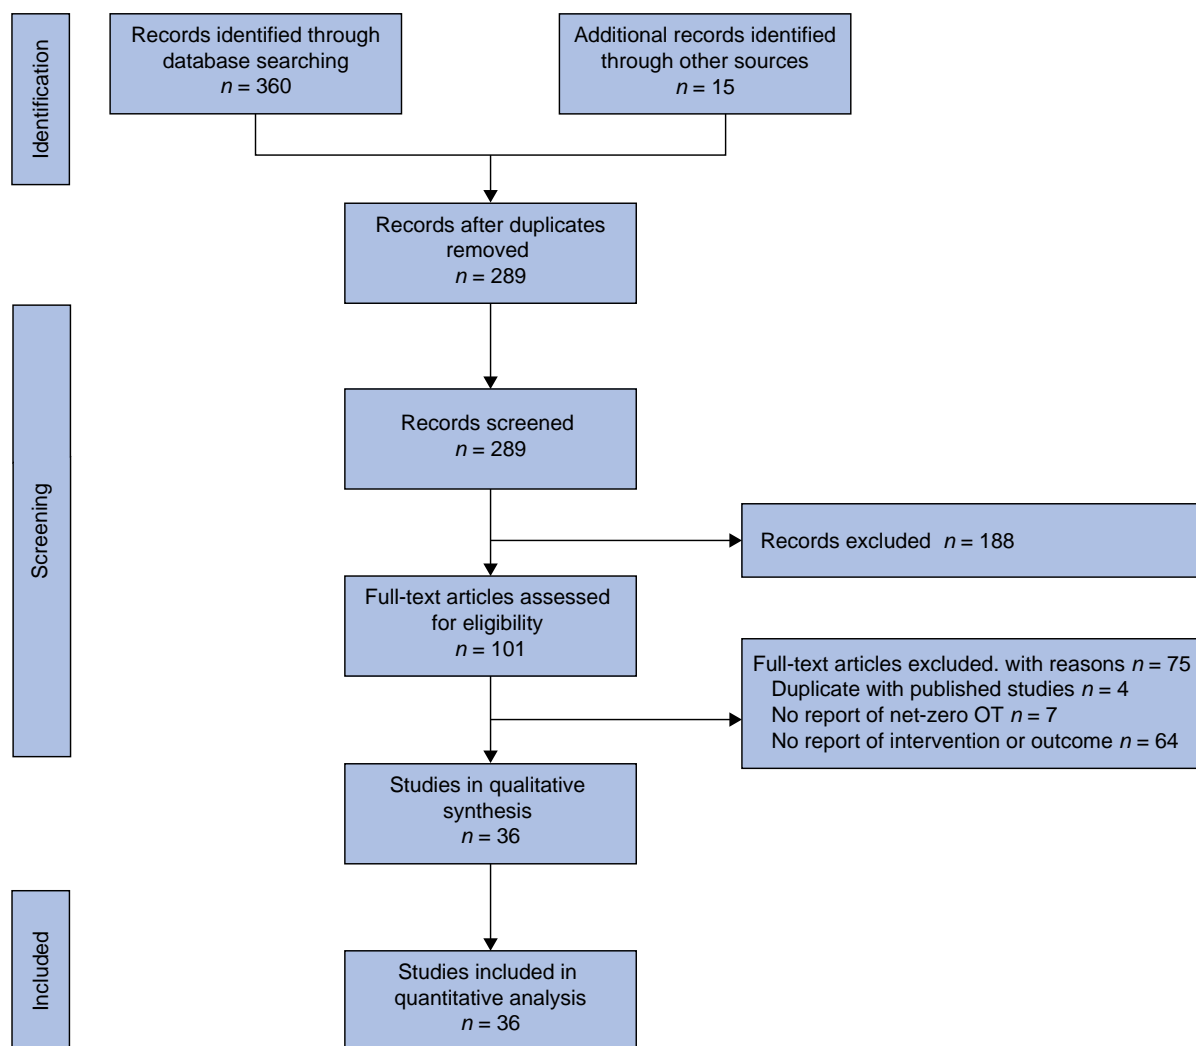 Identification
Records identified through
database searching
n = 360
Additional records identified
through other sources
n = 15
Records after duplicates
removed
n = 289
Screening
Records screened
n = 289
Records excluded n = 188
Full-text articles assessed
for eligibility
n = 101
Full-text articles excluded. with reasons n = 75
Duplicate with published studies n = 4
No report of net-zero OT n = 7
No report of intervention or outcome n = 64
Studies in qualitative
synthesis
n = 36
Included
Studies included in
quantitative analysis
n = 36